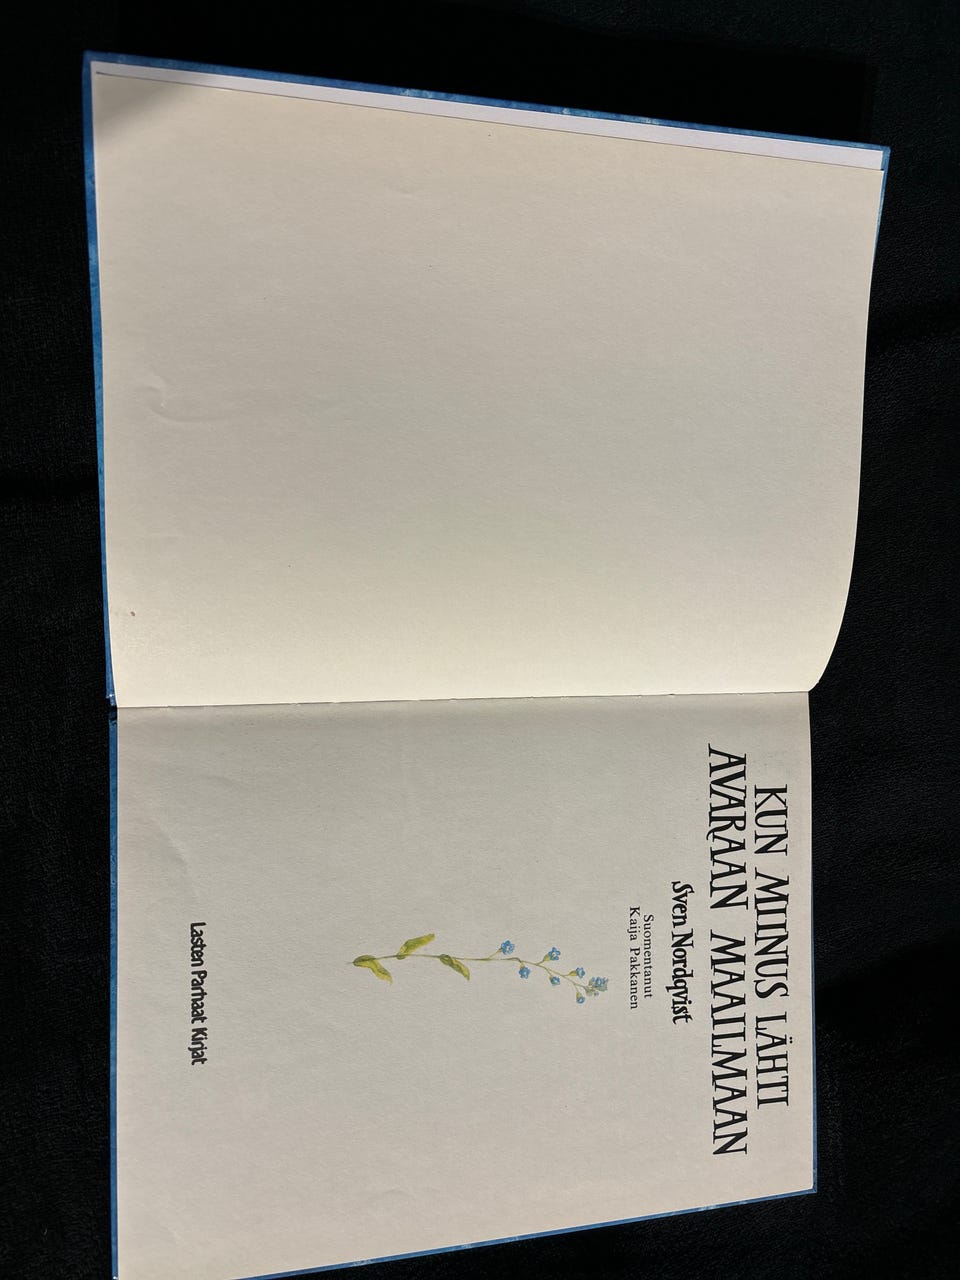 KUN MIINUS LÄHTI
AVARAAN MAAILMAAN
Sven Nordqvist
Suomentanut
Kaija Pakkanen
Lasten Parhaat Kirjat